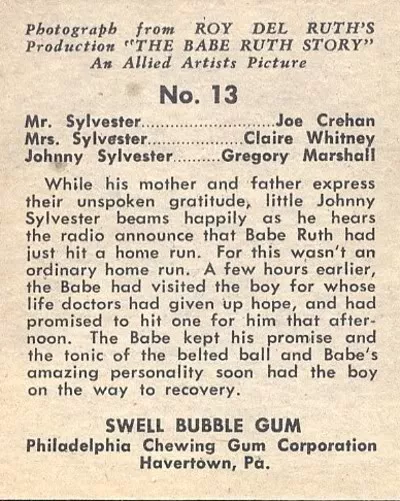 Photograph from ROY DEL RUTH'S
Production "THE BABE RUTH STORY"
An Allied Artists Picture
No. 13
Mr. Sylvester......................Joe Crehan
Mrs. Sylvester....................Claire Whitney
Johnny Sylvester.........Gregory Marshall
While his mother and father express
their unspoken gratitude, little Johnny
Sylvester beams happily as he hears
the radio announce that Babe Ruth had
just hit a home run. For this wasn't an
ordinary home run. A few hours earlier,
the Babe had visited the boy for whose
life doctors had given up hope, and had
promised to hit one for him that after-
noon. The Babe kept his promise and
the tonic of the belted ball and Babe's
amazing personality soon had the boy
on the way to recovery.
SWELL BUBBLE GUM
Philadelphia Chewing Gum Corporation
Havertown, Pa.